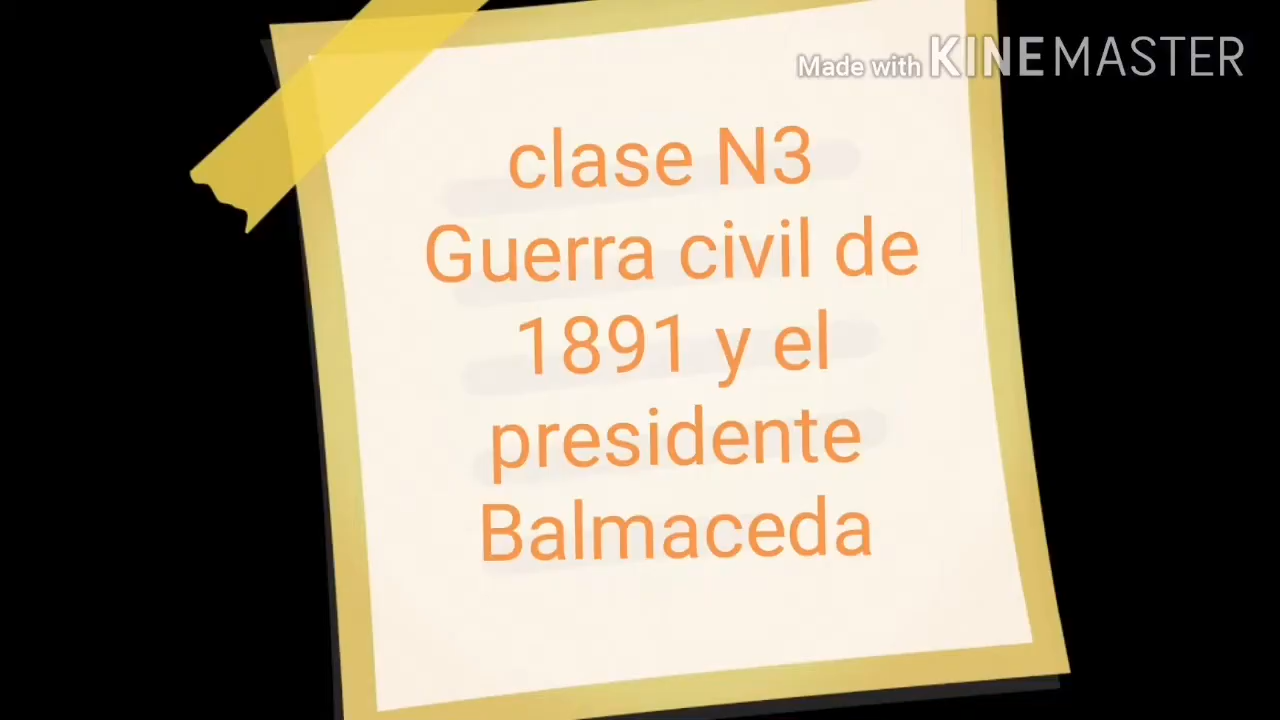 Made with KINEMASTER
clase N3
Guerra civil de
1891 y el
presidente
Balmaceda